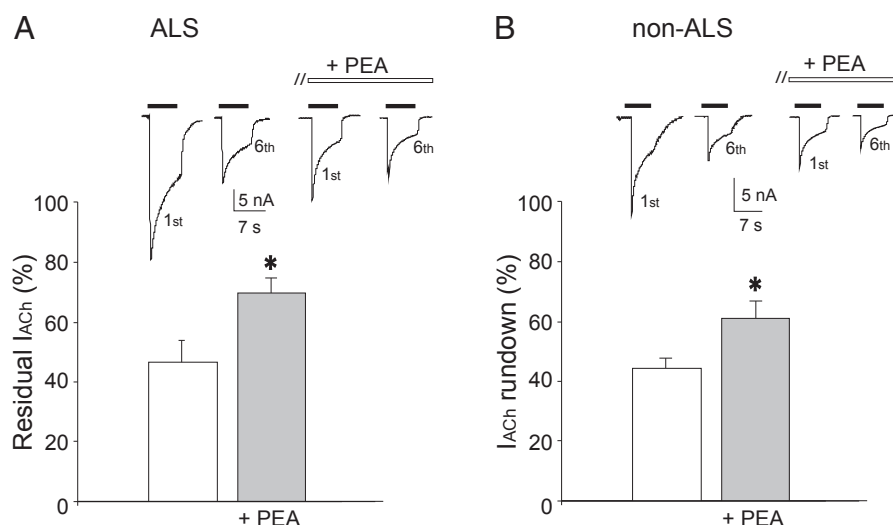 A
ALS
// + PEA
1st
6th
1st
6th
5 nA
7 s
Residual IACh (%)
100
80
60
40
20
0
*
+ PEA
B
non-ALS
// + PEA
1st
6th
1st
6th
5 nA
7 s
IACh rundown (%)
100
80
60
40
20
0
*
+ PEA